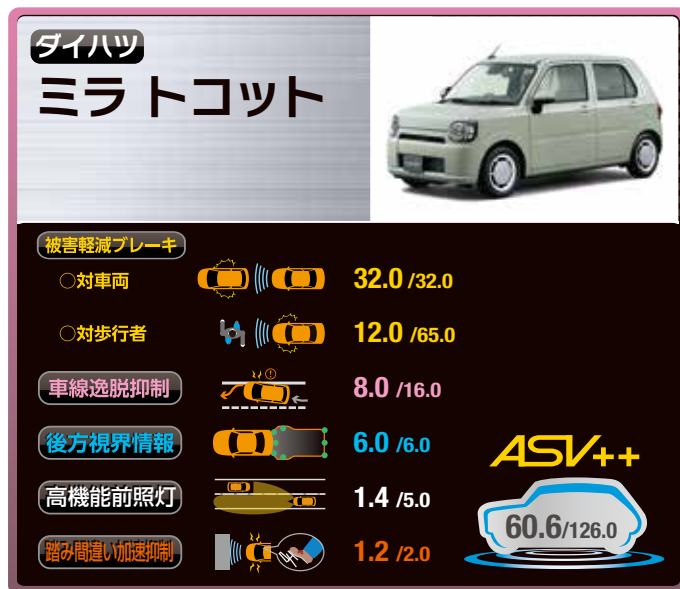 ダイハツ
ミラ トコット
被害軽減ブレーキ
○対車両 32.0 /32.0
○対歩行者 12.0 /65.0
車線逸脱抑制 8.0 /16.0
後方視界情報 6.0 /6.0
高機能前照灯 1.4 /5.0
踏み間違い加速抑制 1.2 /2.0
ASV++
60.6/126.0